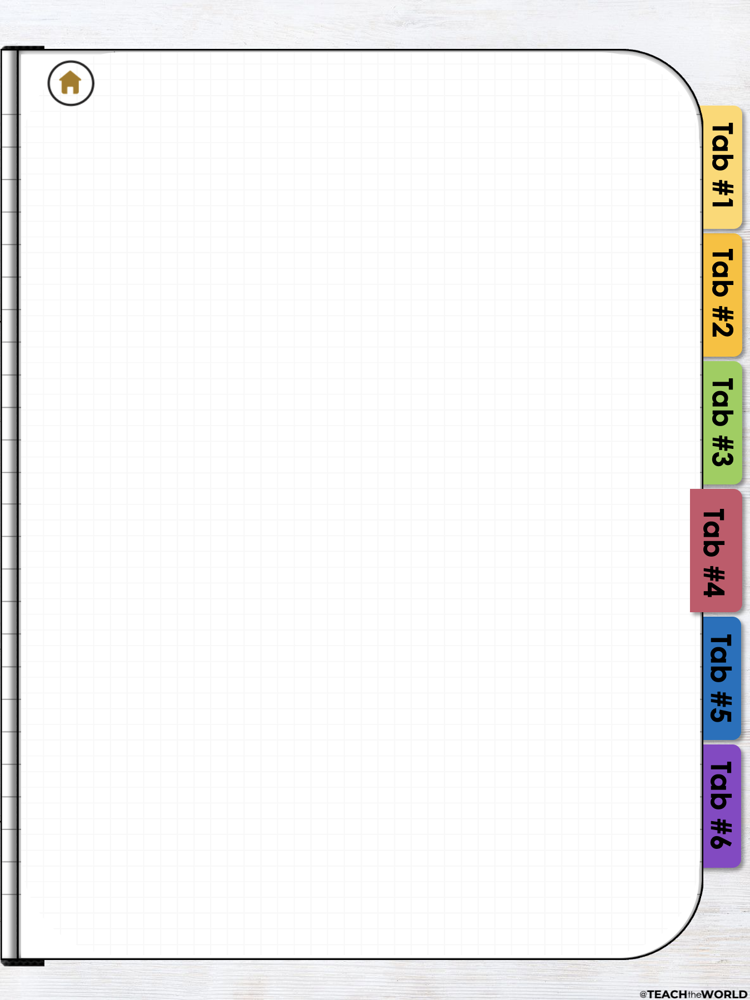 Tab #1
Tab #2
Tab #3
Tab #4
Tab #5
Tab #6
@TEACHtheWORLD